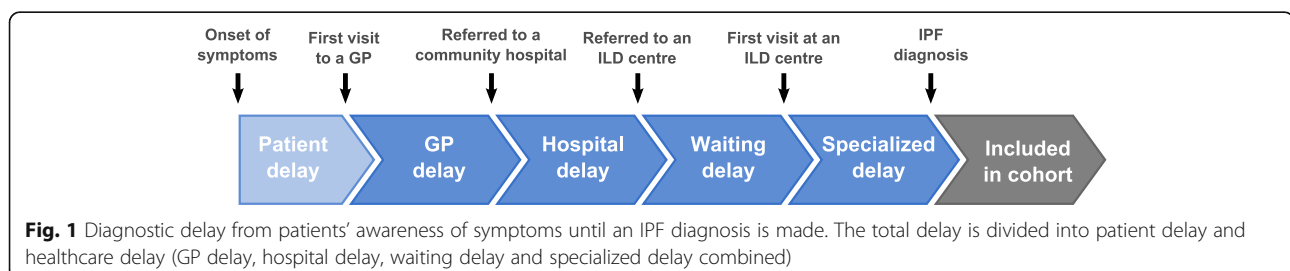 Onset of
symptoms
First visit
to a GP
Referred to a
community hospital
Referred to an
ILD centre
First visit at an
ILD centre
IPF
diagnosis
Patient
delay
GP
delay
Hospital
delay
Waiting
delay
Specialized
delay
Included
in cohort
Fig. 1 Diagnostic delay from patients’ awareness of symptoms until an IPF diagnosis is made. The total delay is divided into patient delay and
healthcare delay (GP delay, hospital delay, waiting delay and specialized delay combined)